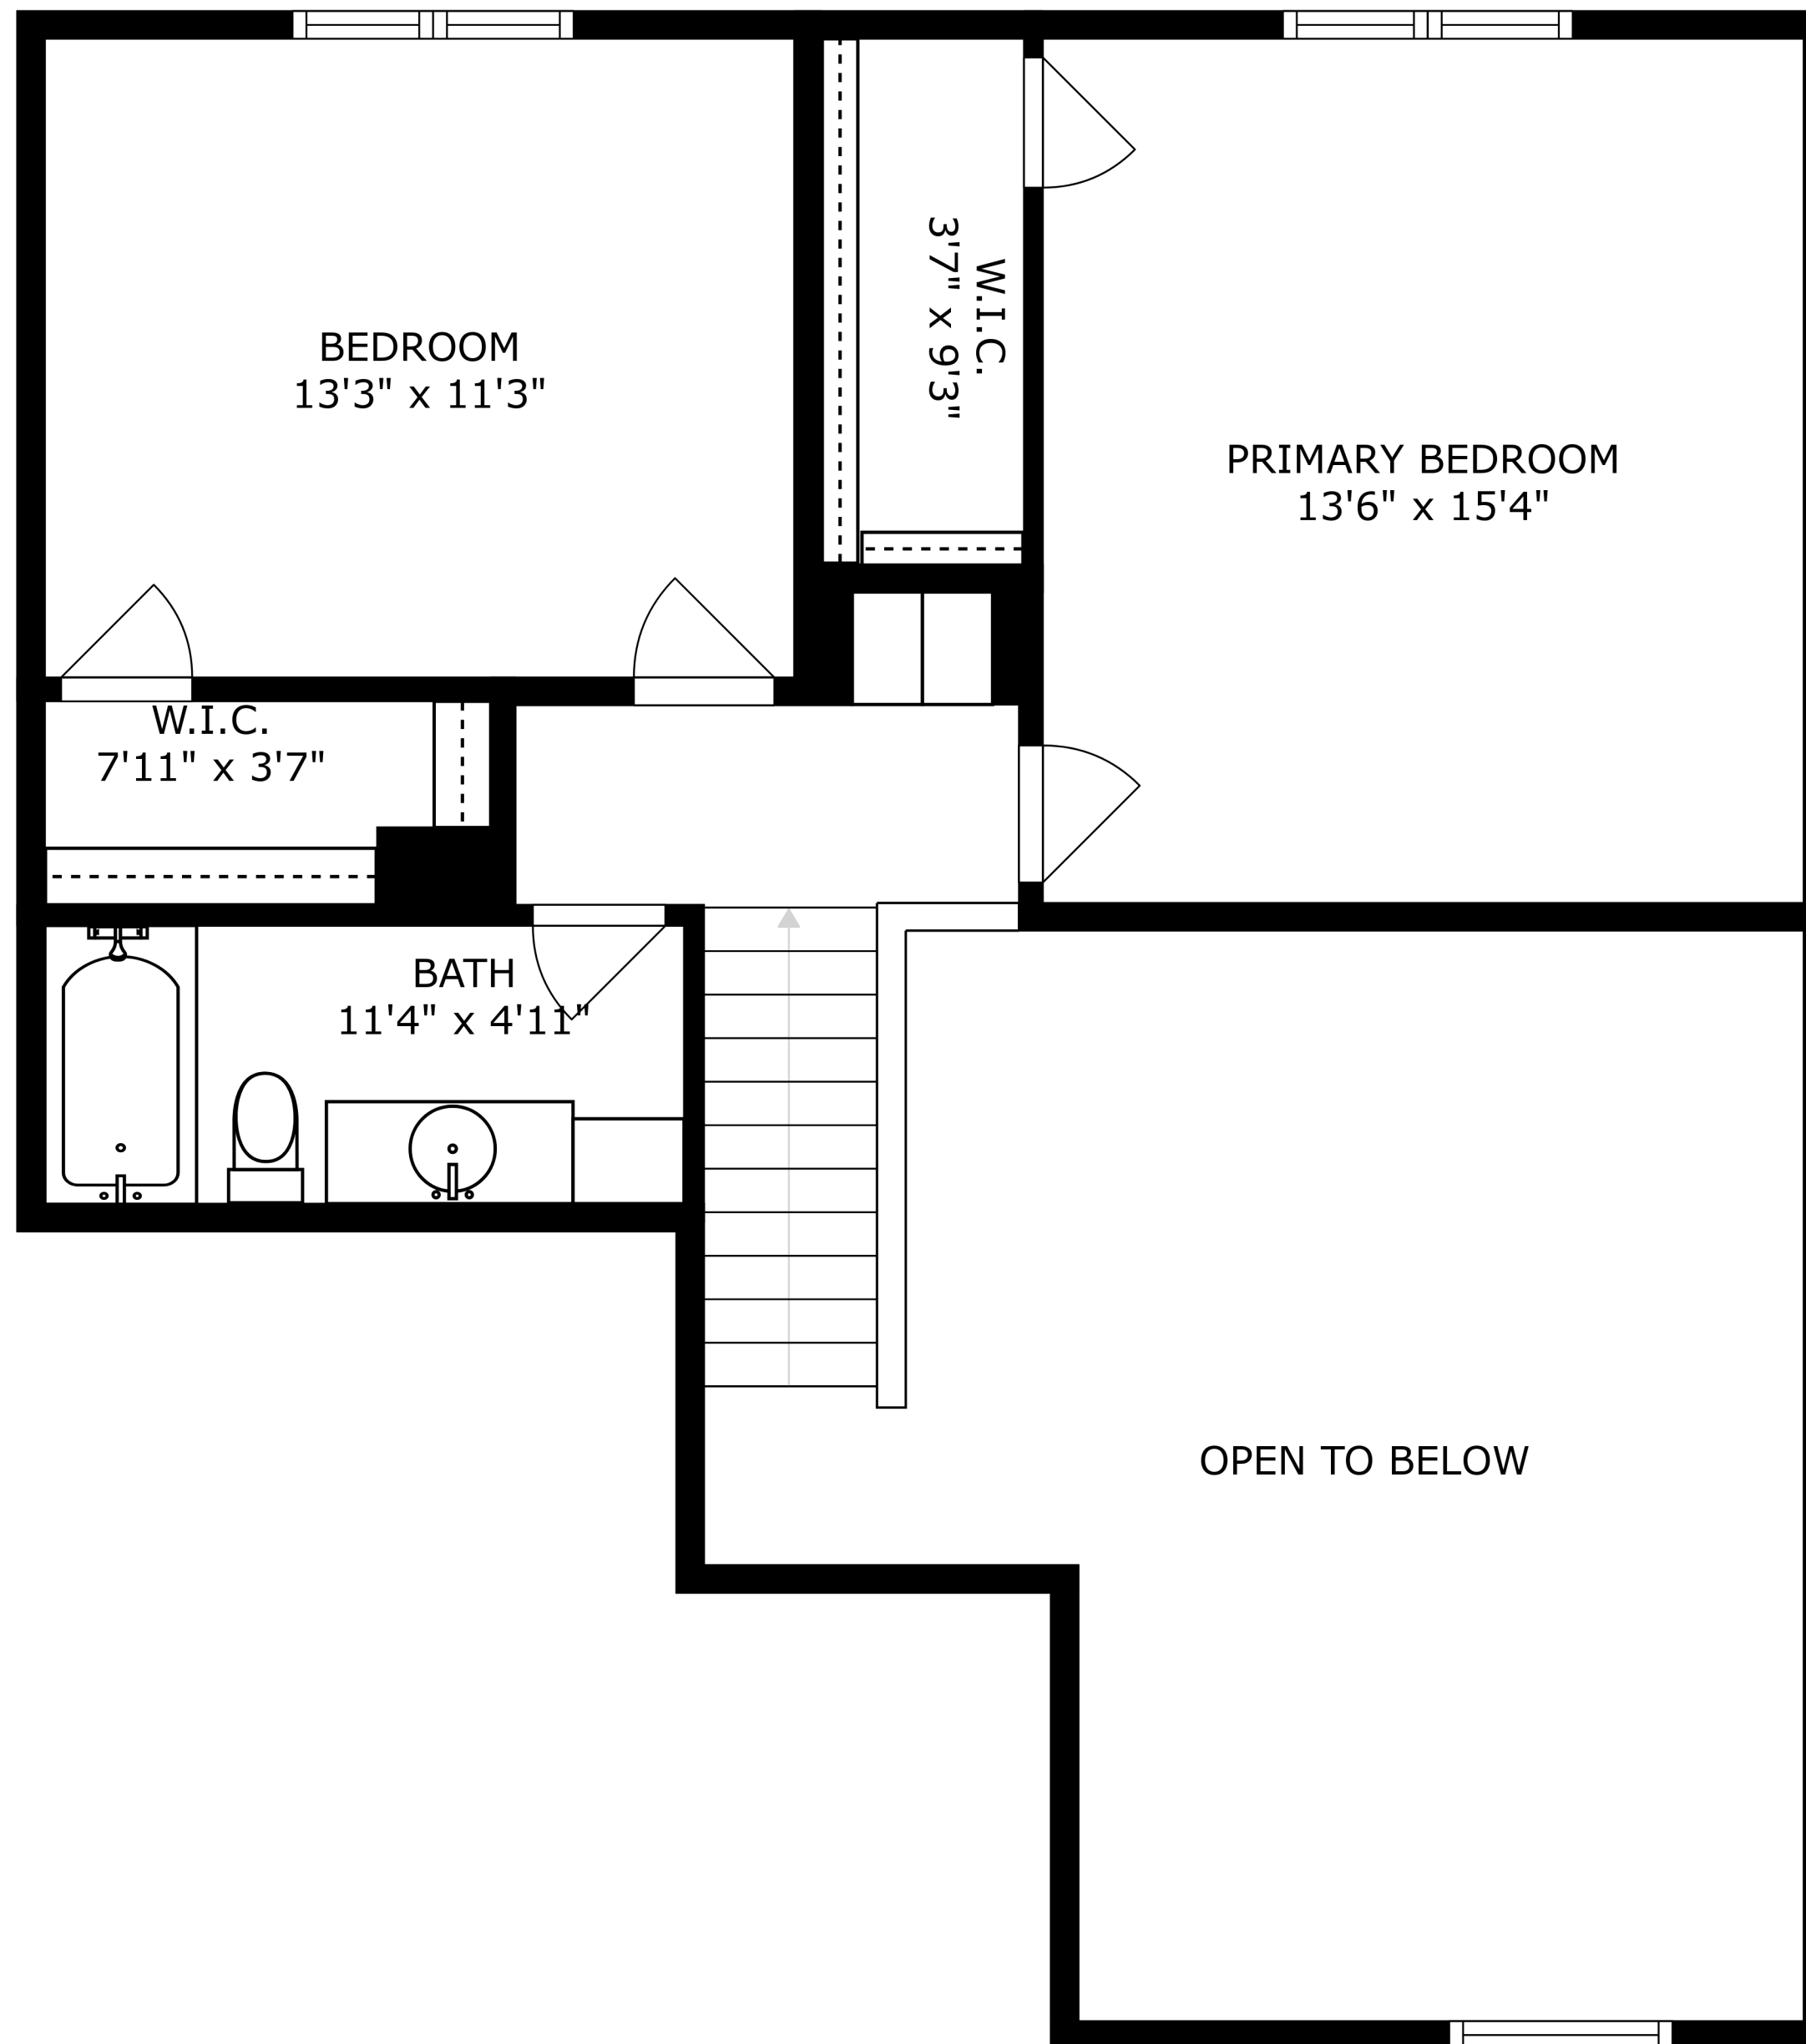 BEDROOM
13'3" x 11'3"
W.I.C.
3'7" x 9'3"
PRIMARY BEDROOM
13'6" x 15'4"
W.I.C.
7'11" x 3'7"
BATH
11'4" x 4'11"
OPEN TO BELOW